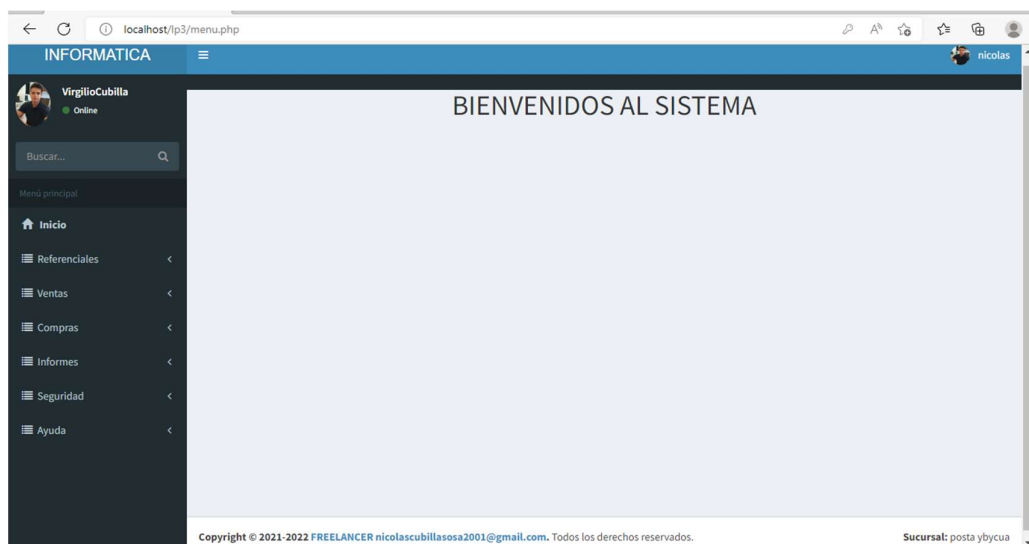 localhost/lp3/menu.php
INFORMATICA
nicolas
VirgilioCubilla
Online
BIENVENIDOS AL SISTEMA
Buscar...
Menú principal
Inicio
Referenciales
Ventas
Compras
Informes
Seguridad
Ayuda
Copyright © 2021-2022 FREELANCER nicolascubillasosa2001@gmail.com. Todos los derechos reservados.
Sucursal: posta ybycua